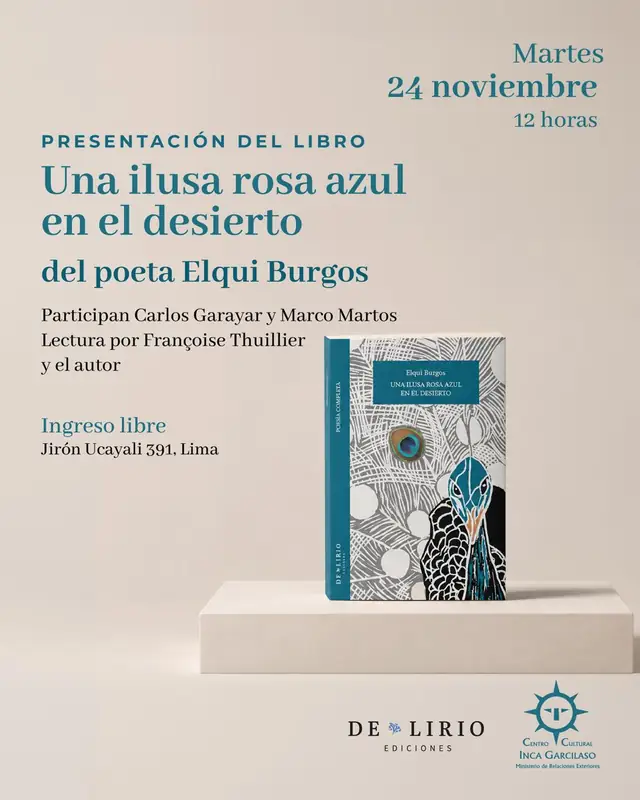 Martes
24 noviembre
12 horas
PRESENTACIÓN DEL LIBRO
Una ilusa rosa azul
en el desierto
del poeta Elqui Burgos
Participan Carlos Garayar y Marco Martos
Lectura por Françoise Thuillier
y el autor
Ingreso libre
Jirón Ucayali 391, Lima
POESÍA COMPLETA
Elqui Burgos
UNA ILUSA ROSA AZUL
EN EL DESIERTO
DE LIRIO
DE LIRIO
EDICIONES
CENTRO CULTURAL
INCA GARCILASO
Ministerio de Relaciones Exteriores